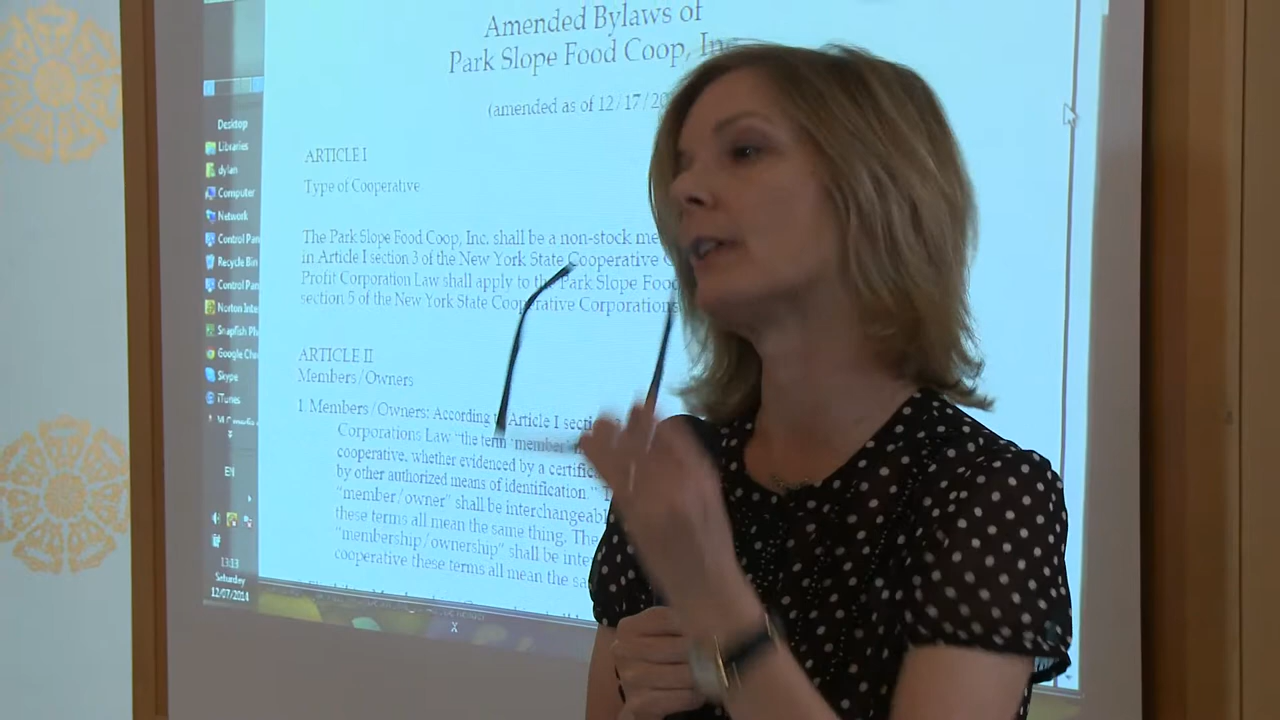 Amended Bylaws of
Park Slope Food Coop, Inc.
(amended as of 12/17/20
ARTICLE I
Type of Cooperative
The Park Slope Food Coop, Inc. shall be a non-stock me
in Article I section 3 of the New York State Cooperative C
Profit Corporation Law shall apply to the Park Slope Food
section 5 of the New York State Cooperative Corporations
ARTICLE II
Members/Owners
1. Members/Owners: According Article I secti
Corporations Law "the term 'member'
cooperative, whether evidenced by a certific
by other authorized means of identification."
"member/owner" shall be interchangeabl
these terms all mean the same thing. The
"membership/ownership" shall be inte
cooperative these terms all mean the sa
Desktop
Libraries
dylan
Computer
Network
Control Pan
Recycle Bin
Control Pan
Norton Inte
Snapfish Ph
Google Chr
Skype
iTunes
EN
13:13
Saturday
12/07/2014